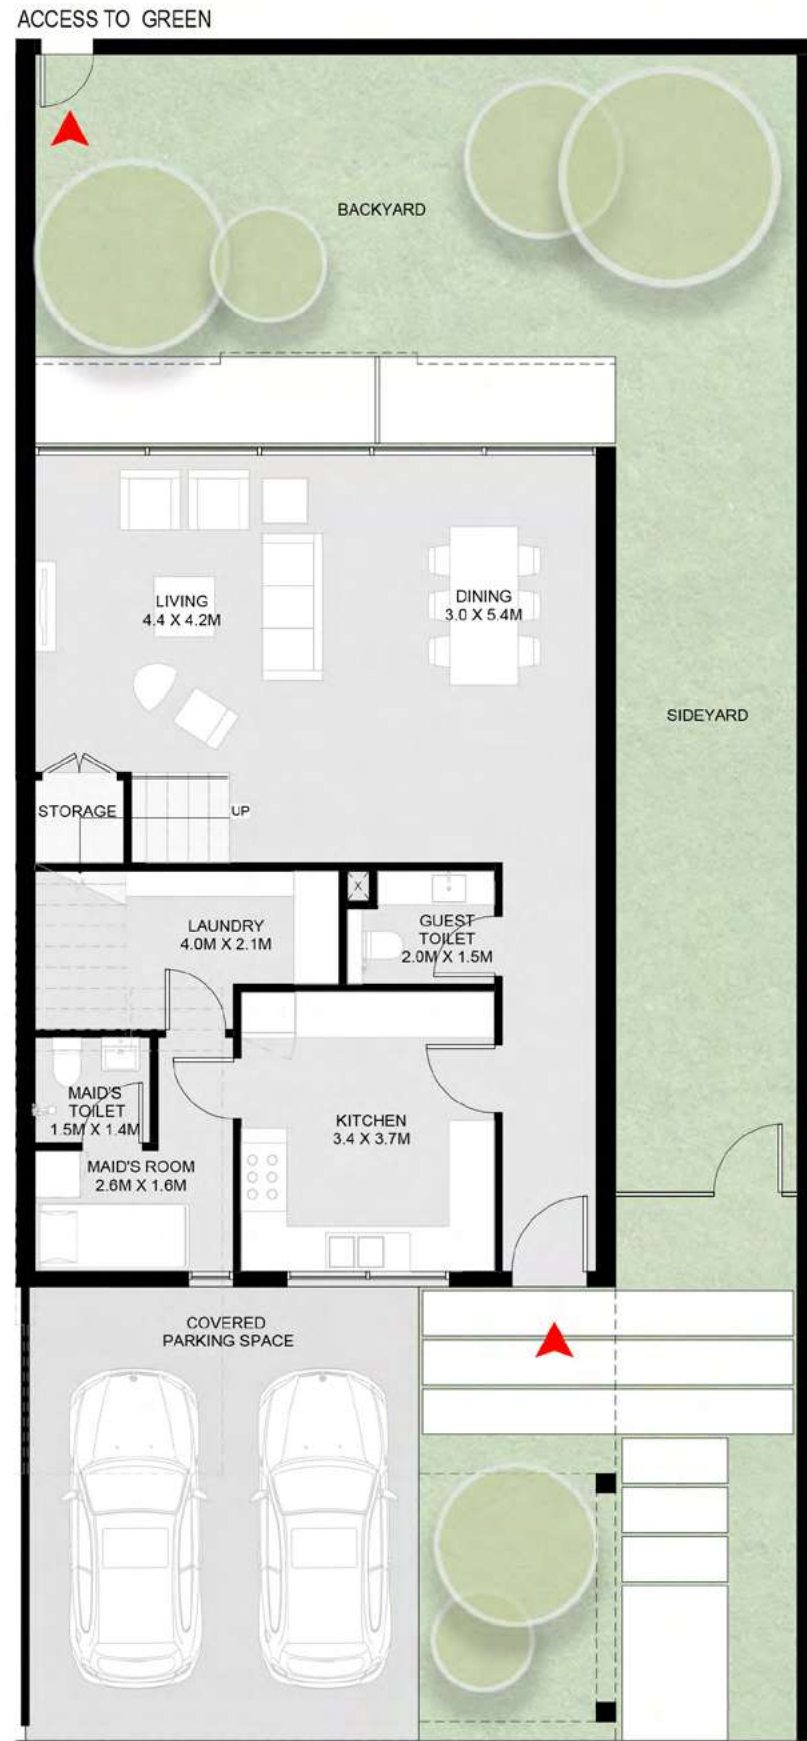 ACCESS TO GREEN
BACKYARD
LIVING
4.4 X 4.2M
DINING
3.0 X 5.4M
SIDEYARD
STORAGE
UP
X
LAUNDRY
4.0M X 2.1M
GUEST
TOILET
2.0M X 1.5M
MAID'S
TOILET
1.5M X 1.4M
KITCHEN
3.4 X 3.7M
MAID'S ROOM
2.6M X 1.6M
COVERED
PARKING SPACE